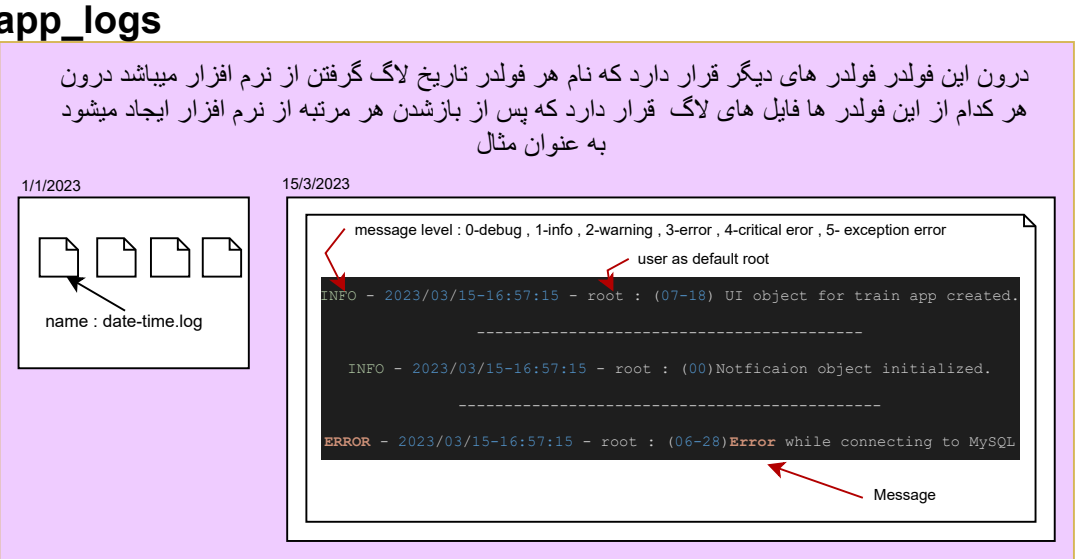 app_logs
درون این فولدر فولدر های دیگر قرار دارد که نام هر فولدر تاریخ لاگ گرفتن از نرم افزار میباشد درون
هر کدام از این فولدر ها فایل های لاگ قرار دارد که پس از بازشدن هر مرتبه از نرم افزار ایجاد میشود
به عنوان مثال
1/1/2023
name : date-time.log
15/3/2023
message level : 0-debug , 1-info , 2-warning , 3-error , 4-critical eror , 5- exception error
user as default root
INFO - 2023/03/15-16:57:15 - root : (07-18) UI object for train app created.
-------------------------------------------
INFO - 2023/03/15-16:57:15 - root : (00)Notficaion object initialized.
-----------------------------------------------
ERROR - 2023/03/15-16:57:15 - root : (06-28)Error while connecting to MySQL
Message